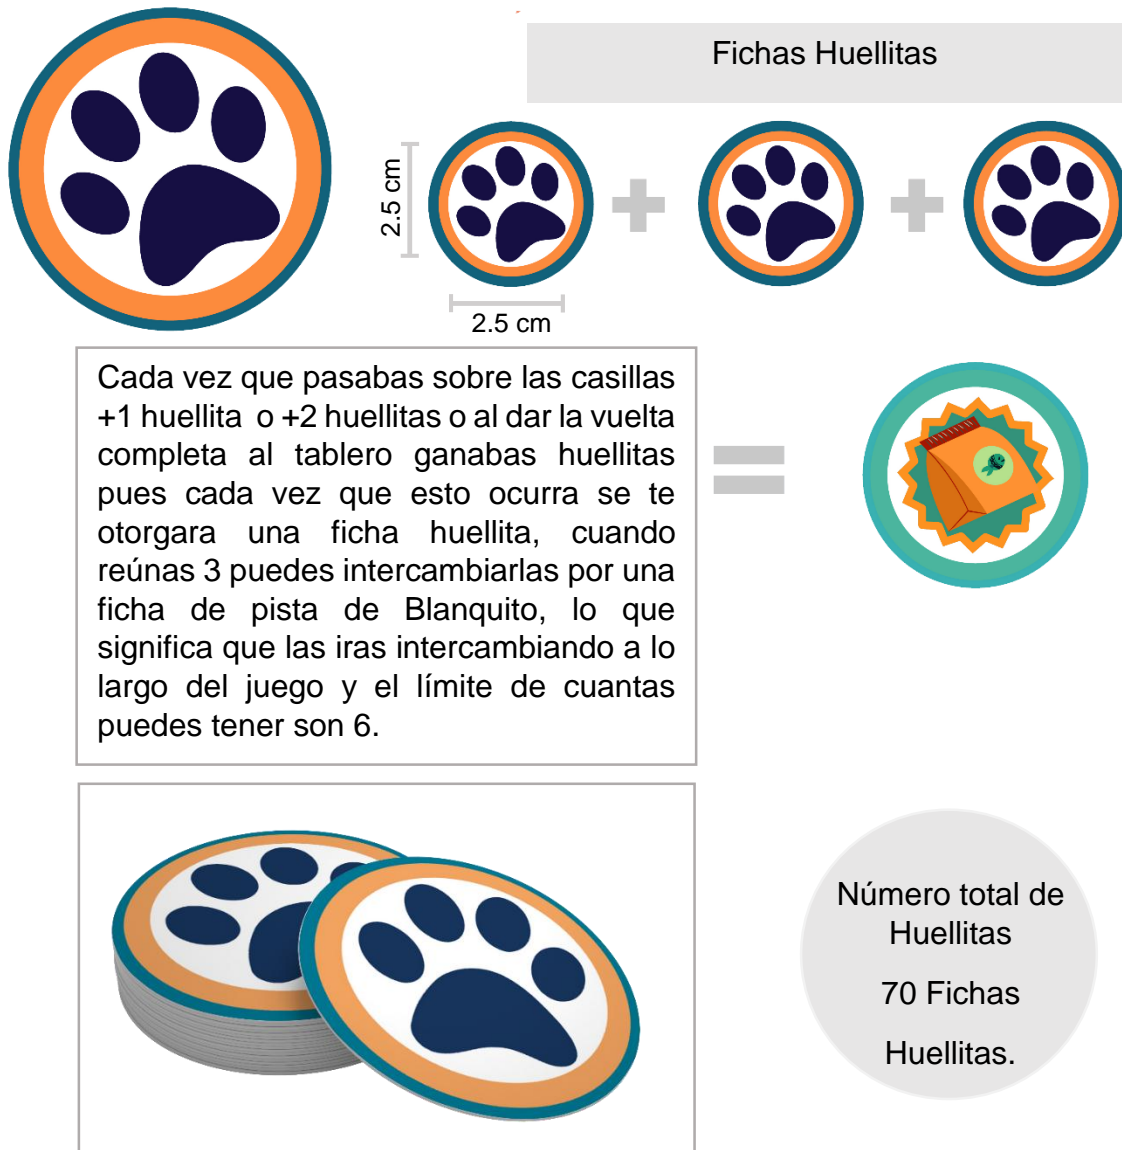 Fichas Huellitas
2.5 cm
2.5 cm
Cada vez que pasabas sobre las casillas
+1 huellita o +2 huellitas o al dar la vuelta
completa al tablero ganabas huellitas
pues cada vez que esto ocurra se te
otorgara una ficha huellita, cuando
reúnas 3 puedes intercambiarlas por una
ficha de pista de Blanquito, lo que
significa que las iras intercambiando a lo
largo del juego y el límite de cuantas
puedes tener son 6.
Número total de
Huellitas
70 Fichas
Huellitas.